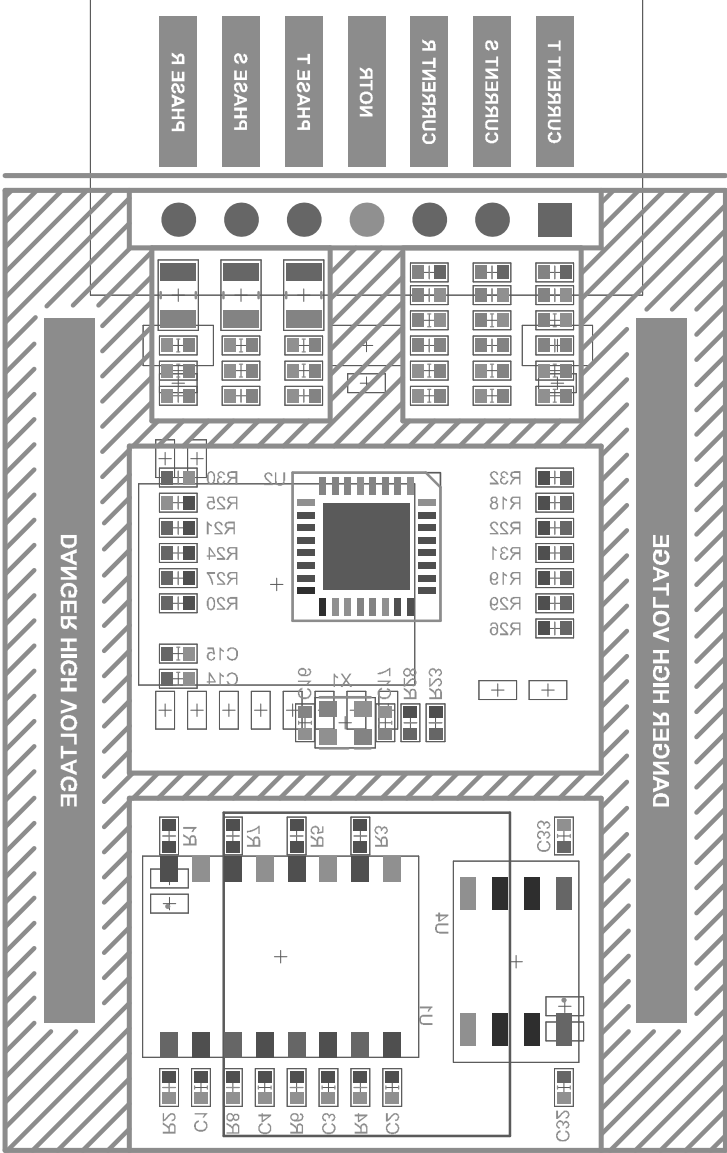 PHASE R
PHASE S
PHASE T
NOTR
CURRENT R
CURRENT S
CURRENT T
DANGER HIGH VOLTAGE
DANGER HIGH VOLTAGE
R30
U2
R32
R25
R18
R21
R22
R24
R31
R27
R19
R20
R29
R26
C15
C14
C16
X1
C17
R28
R23
R1
R7
R5
R3
C33
U4
U1
R2
C1
R8
C4
R6
C3
R4
C2
C32